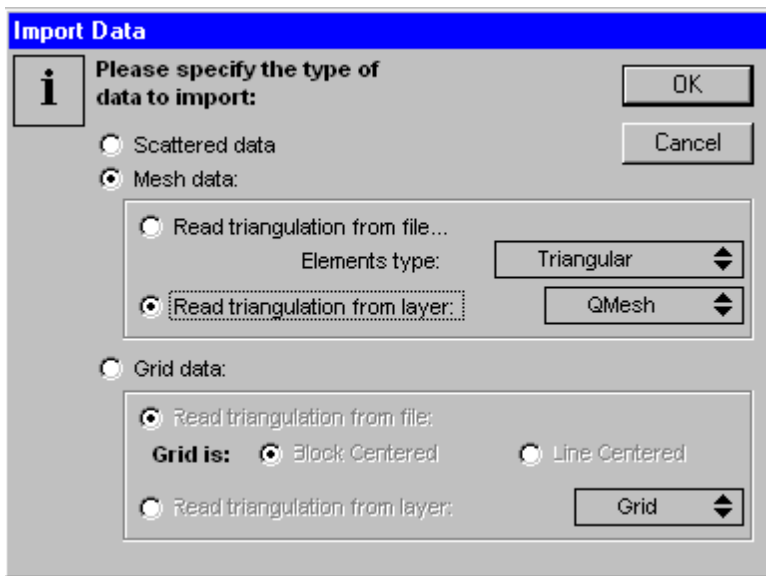 Import Data
i
Please specify the type of
data to import:
OK
Cancel
Scattered data
Mesh data:
Read triangulation from file...
Elements type: Triangular
Read triangulation from layer: QMesh
Grid data:
Read triangulation from file:
Grid is: Block Centered Line Centered
Read triangulation from layer: Grid